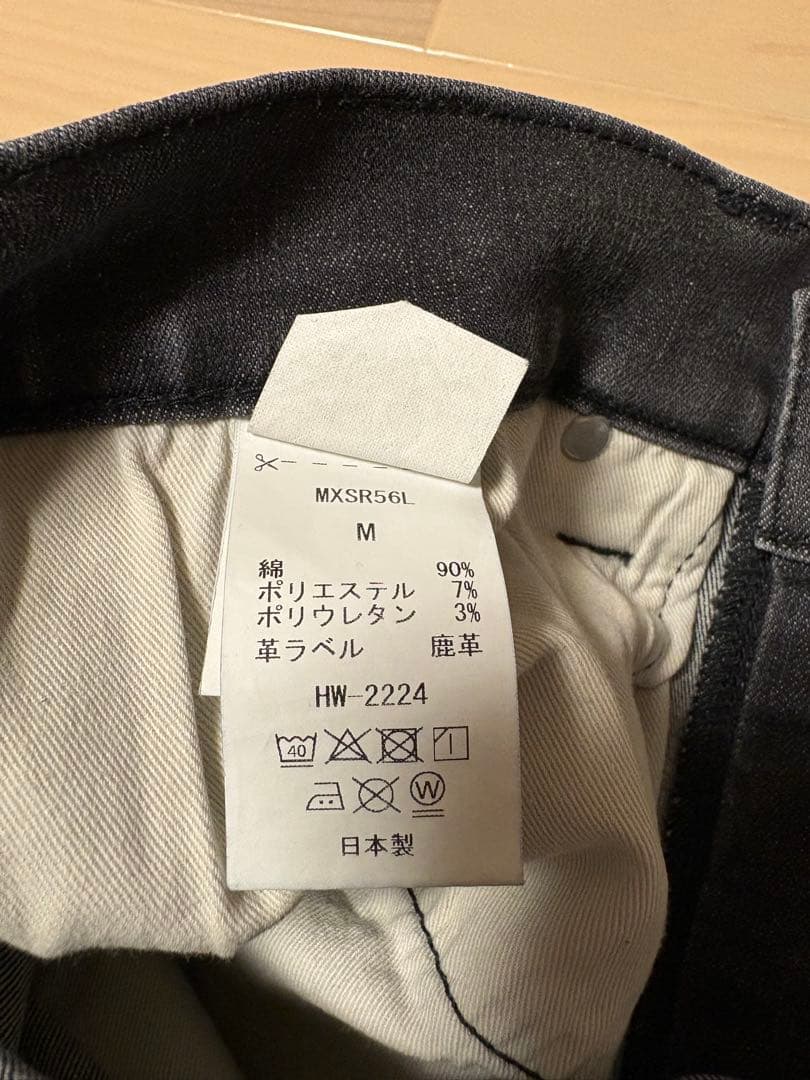 MXSR56L
M
綿 90%
ポリエステル 7%
ポリウレタン 3%
革ラベル 鹿革
HW-2224
40
W
日本製